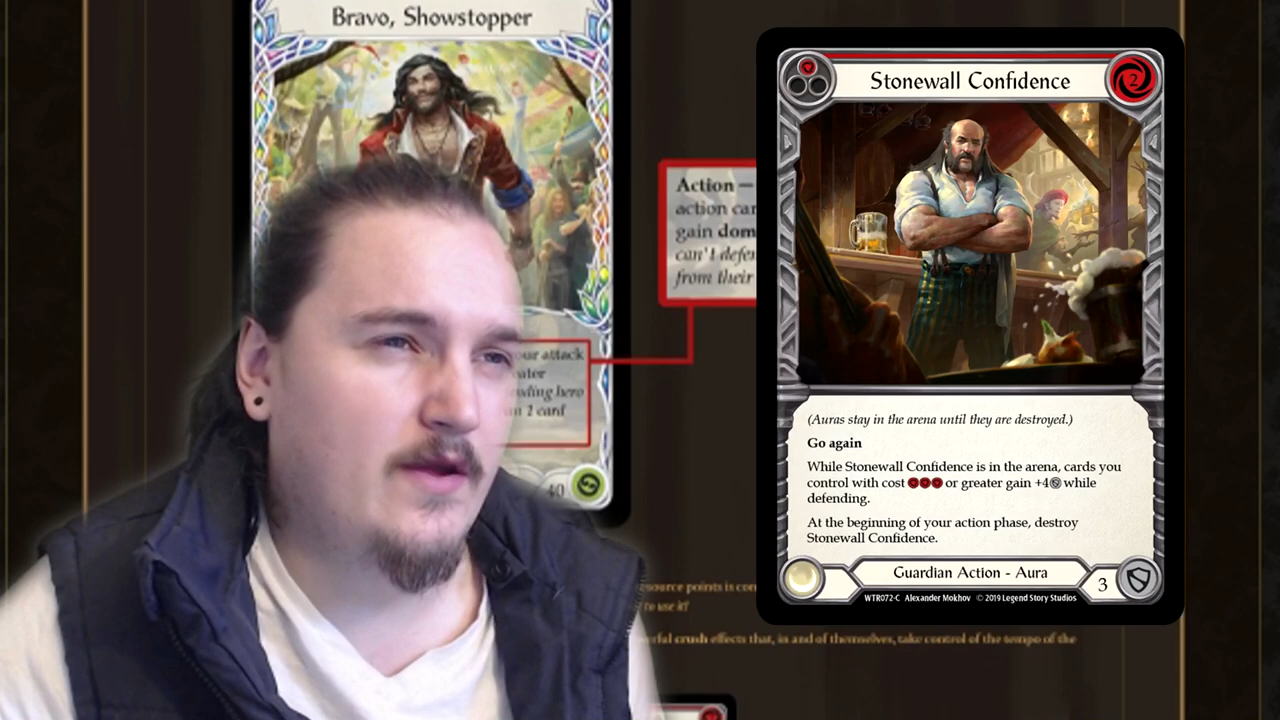 Bravo, Showstopper
our attack
ding hero
1 card
40
Action —
action car
gain dom
can't defe
from their
Stonewall Confidence
2
(Auras stay in the arena until they are destroyed.)
Go again
While Stonewall Confidence is in the arena, cards you
control with cost or greater gain +4 while
defending.
At the beginning of your action phase, destroy
Stonewall Confidence.
Guardian Action - Aura
3
WTR072-C Alexander Mokhov © 2019 Legend Story Studios
source points is con
to use it?
erful crush effects that, in and of themselves, take control of the tempo of the